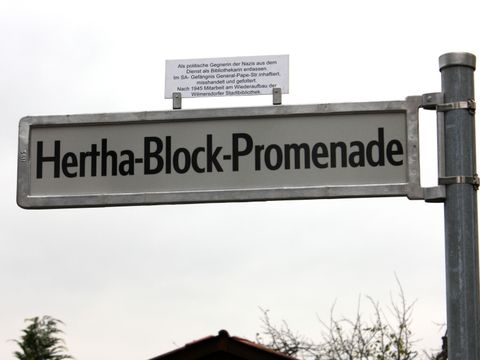 Als politische Gegnerin der Nazis aus dem
Dienst als Bibliothekarin entlassen.
Im SA- Gefängnis General-Pape-Str.inhaftiert,
misshandelt und gefoltert.
Nach 1945 Mitarbeit am Wiederaufbau der
Wilmersdorfer Stadtbibliothek.
Hertha-Block-Promenade